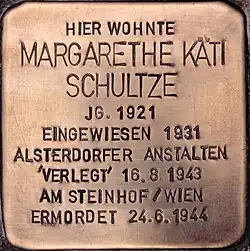 HIER WOHNTE
MARGARETHE KÄTI
SCHULTZE
JG. 1921
EINGEWIESEN 1931
ALSTERDORFER ANSTALTEN
'VERLEGT' 16.8.1943
AM STEINHOF / WIEN
ERMORDET 24.6.1944